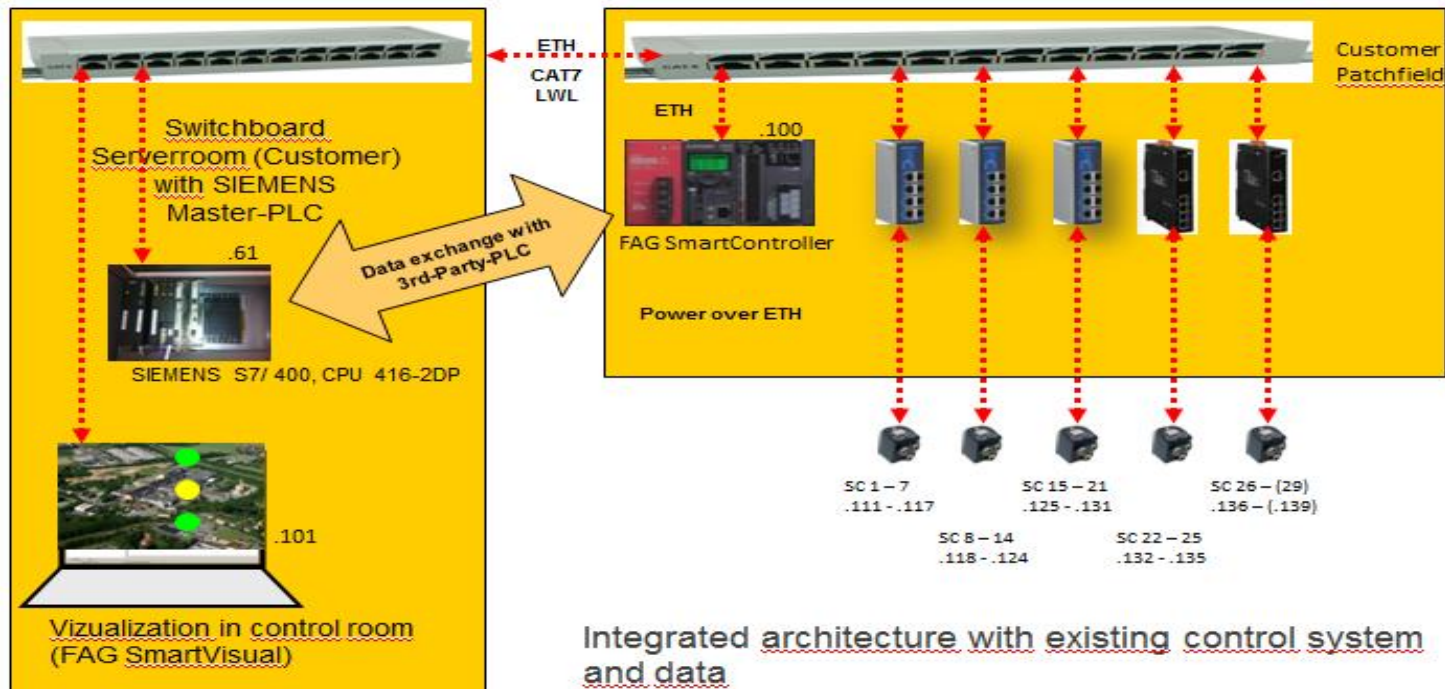 Switchboard
Serverroom (Customer)
with SIEMENS
Master-PLC
.61
SIEMENS S7/ 400, CPU 416-2DP
.101
Vizualization in control room
(FAG SmartVisual)
ETH
CAT7
LWL
Data exchange with
3rd-Party-PLC
Customer
Patchfield
ETH
.100
FAG SmartController
Power over ETH
SC 1 – 7
.111 - .117
SC 8 – 14
.118 - .124
SC 15 – 21
.125 - .131
SC 22 – 25
.132 - .135
SC 26 – (29)
.136 – (.139)
Integrated architecture with existing control system
and data